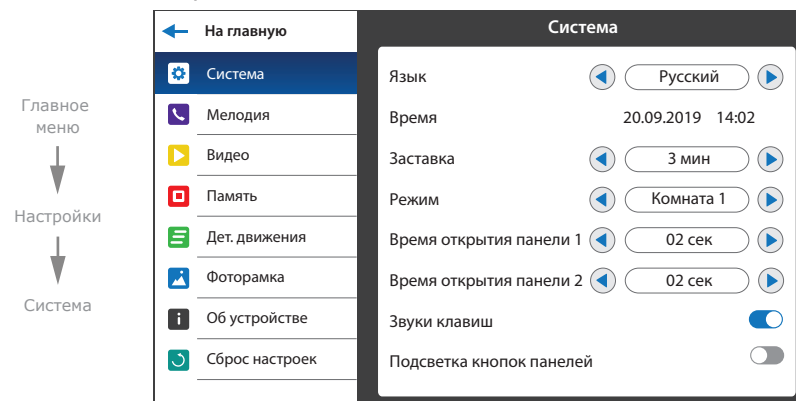 Главное
меню
Настройки
Система
На главную
Система
Мелодия
Видео
Память
Дет. движения
Фоторамка
Об устройстве
Сброс настроек
Система
Язык Русский
Время 20.09.2019 14:02
Заставка 3 мин
Режим Комната 1
Время открытия панели 1 02 сек
Время открытия панели 2 02 сек
Звуки клавиш
Подсветка кнопок панелей